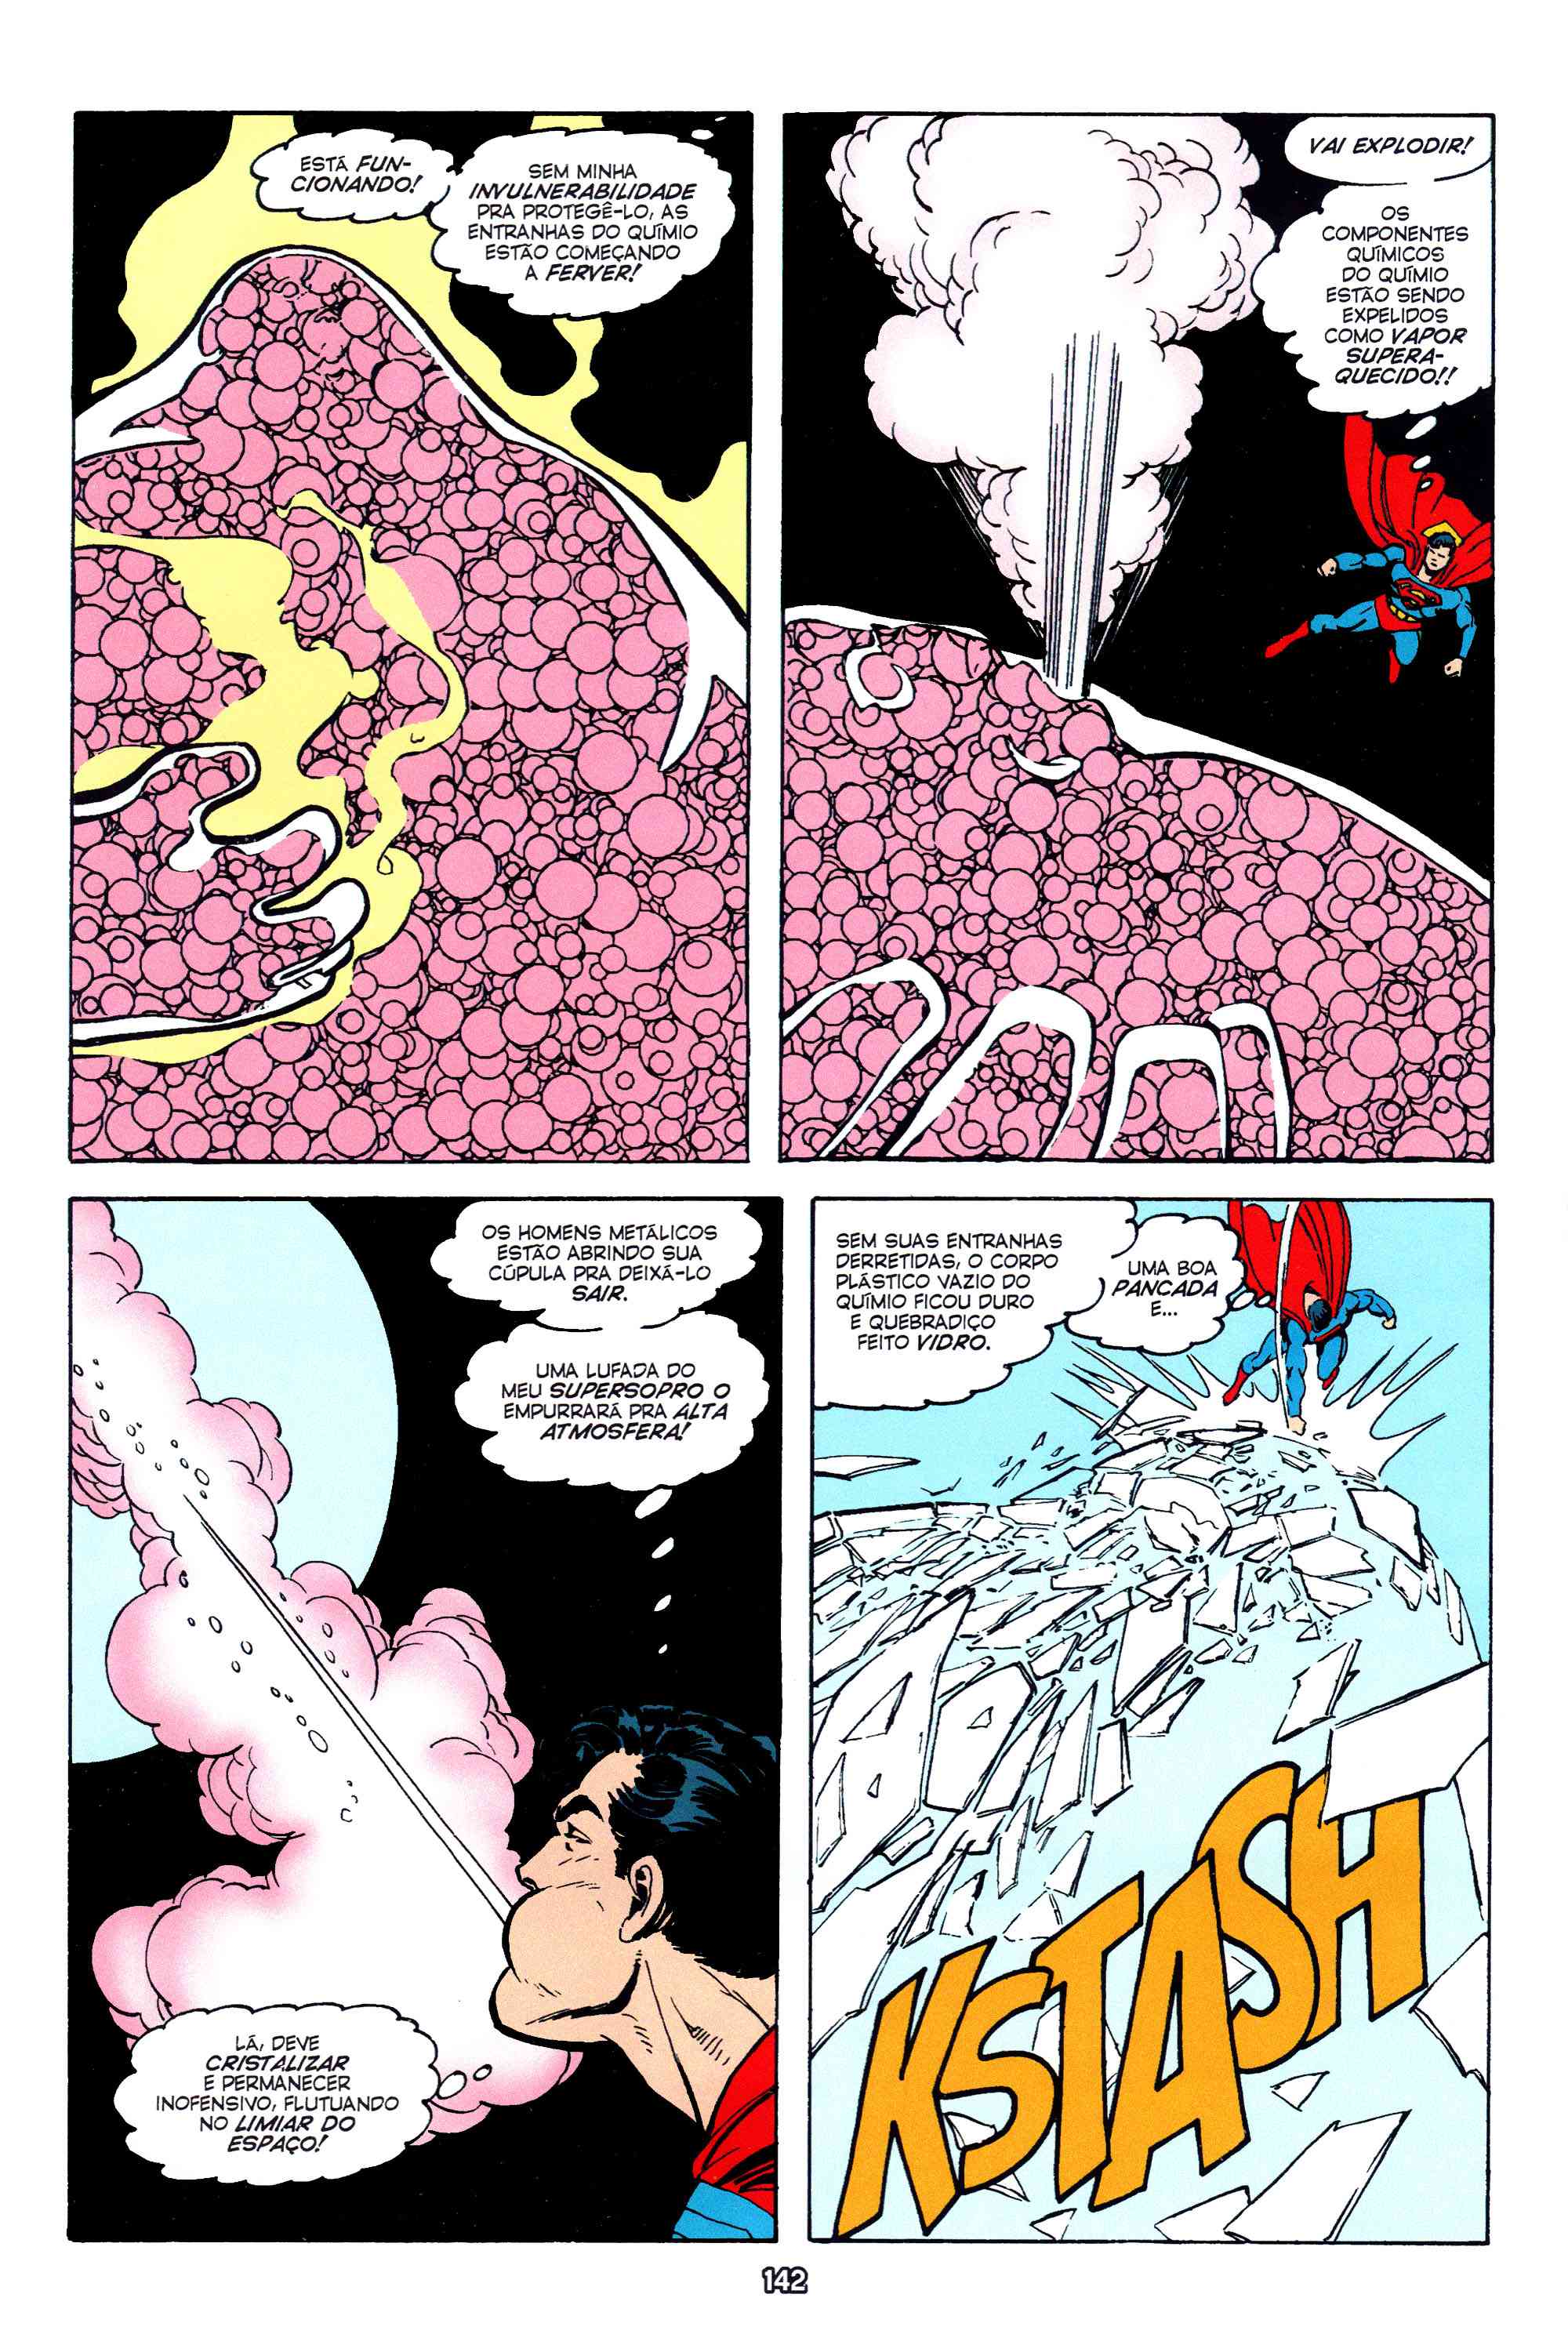 ESTÁ FUN-
CIONANDO!
SEM MINHA
INVULNERABILIDADE
PRA PROTEGÊ-LO, AS
ENTRANHAS DO QUÍMIO
ESTÃO COMEÇANDO
A FERVER!
VAI EXPLODIR!
OS
COMPONENTES
QUÍMICOS
DO QUÍMIO
ESTÃO SENDO
EXPELIDOS
COMO VAPOR
SUPERA-
QUECIDO!!
OS HOMENS METÁLICOS
ESTÃO ABRINDO SUA
CÚPULA PRA DEIXÁ-LO
SAIR.
UMA LUFADA DO
MEU SUPERSOPRO O
EMPURRARÁ PRA ALTA
ATMOSFERA!
LÁ, DEVE
CRISTALIZAR
E PERMANECER
INOFENSIVO, FLUTUANDO
NO LIMIAR DO
ESPAÇO!
SEM SUAS ENTRANHAS
DERRETIDAS, O CORPO
PLÁSTICO VAZIO DO
QUÍMIO FICOU DURO
E QUEBRADIÇO
FEITO VIDRO.
UMA BOA
PANCADA
E...
KSTASH
142